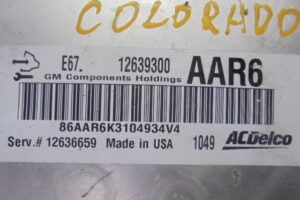 COLORADO
E67. 12639300 AAR6
GM Components Holdings
86AAR6K3104934V4
Serv.# 12636659 Made in USA 1049 ACDelco